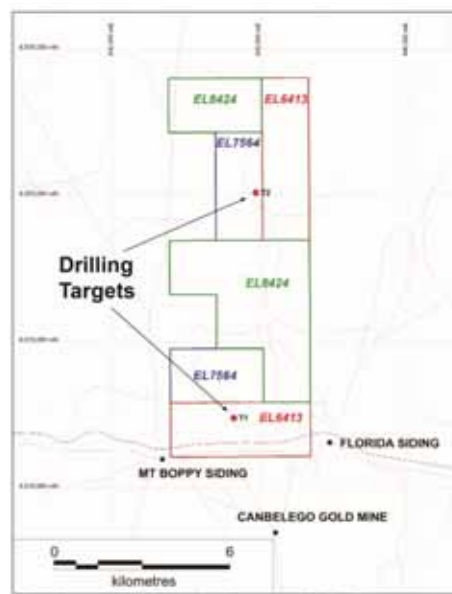 EL8424
EL6413
EL7564
T2
Drilling
Targets
EL8424
EL7564
EL6413
T1
FLORIDA SIDING
MT BOPPY SIDING
CANBELEGO GOLD MINE
0
6
kilometres